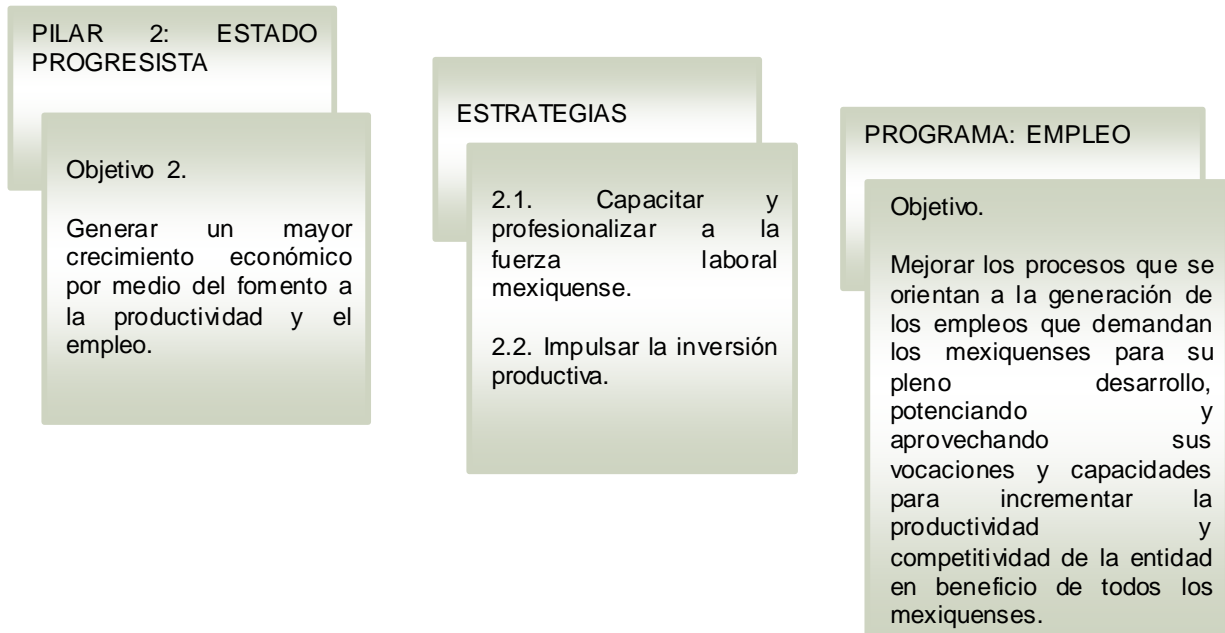 PILAR 2: ESTADO
PROGRESISTA
Objetivo 2.
Generar un mayor
crecimiento económico
por medio del fomento a
la productividad y el
empleo.
ESTRATEGIAS
2.1. Capacitar y
profesionalizar a la
fuerza laboral
mexiquense.
2.2. Impulsar la inversión
productiva.
PROGRAMA: EMPLEO
Objetivo.
Mejorar los procesos que se
orientan a la generación de
los empleos que demandan
los mexiquenses para su
pleno desarrollo,
potenciando y
aprovechando sus
vocaciones y capacidades
para incrementar la
productividad y
competitividad de la entidad
en beneficio de todos los
mexiquenses.